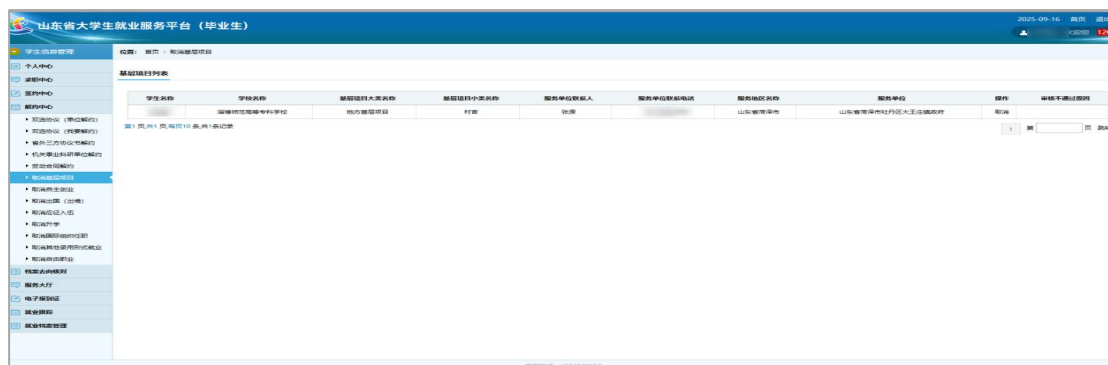 山东省大学生就业服务平台（毕业生）
2025-09-16 首页
学生信息管理
位置： 首页 › 取消基层项目
个人中心
求职中心
签约中心
解约中心
双选协议（单位解约）
双选协议（我要解约）
省外三方协议书解约
机关事业科研单位解约
劳动合同解约
取消基层项目
取消自主创业
取消出国（出境）
取消应征入伍
取消升学
取消国际组织任职
取消其他录用形式就业
取消自由职业
档案去向核对
服务大厅
电子报到证
就业跟踪
就业档案管理
基层项目列表
学生名称 学校名称 基层项目大类名称 基层项目小类名称 服务单位联系人 服务单位联系电话 服务地区名称 服务单位 操作 审核不通过原因
淄博师范高等专科学校 地方基层项目 村官 山东省菏泽市 山东省菏泽市牡丹区大王庄镇政府 取消
第1 页,共1 页,每页10 条,共1条记录
1 第 页